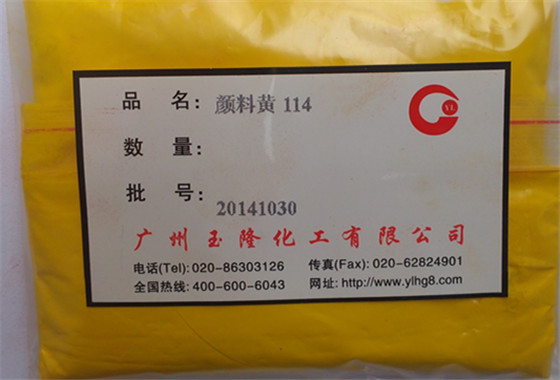 品 名: 颜料黄 114
YL
数 量:
批 号: 20141030
广州玉隆化工有限公司
电话(Tel): 020-86303126 传真(Fax): 020-62824901
全国热线: 400-600-6043 网址: http://www.ylhg8.com